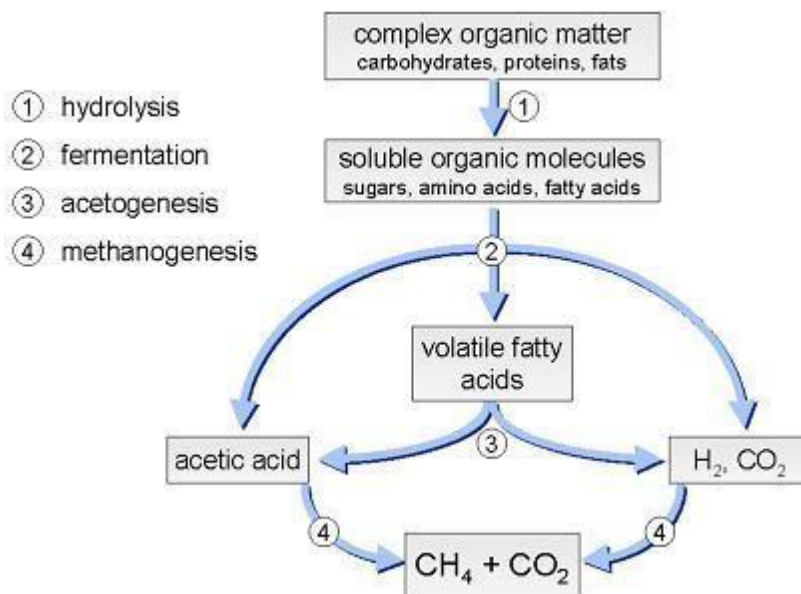 complex organic matter
carbohydrates, proteins, fats
① hydrolysis
② fermentation
③ acetogenesis
④ methanogenesis
①
soluble organic molecules
sugars, amino acids, fatty acids
②
volatile fatty
acids
③
acetic acid
H₂, CO₂
④
④
CH₄ + CO₂